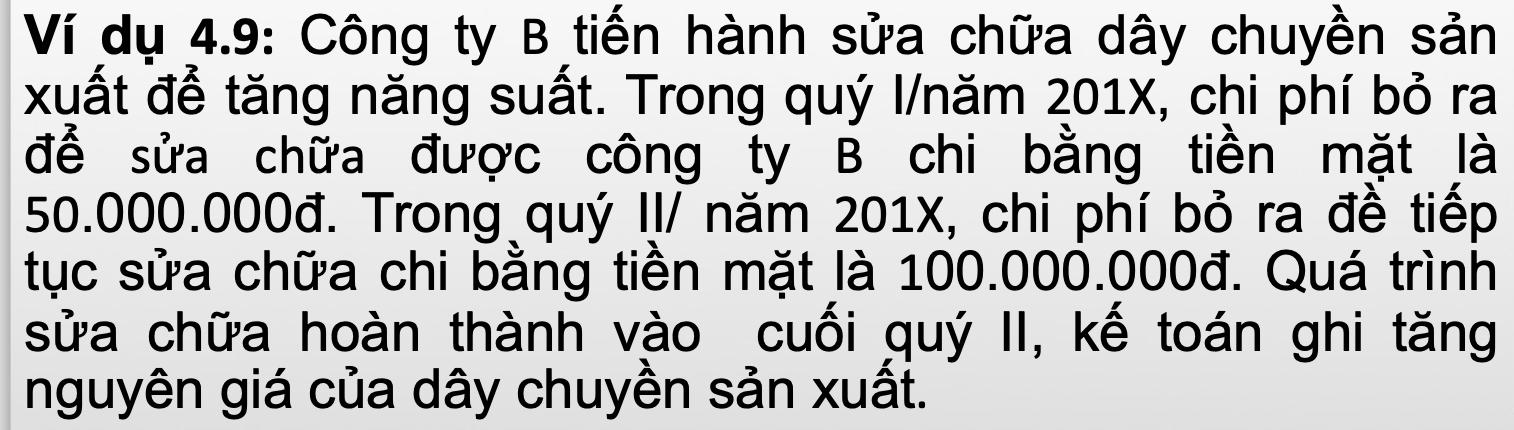 Ví dụ 4.9: Công ty B tiến hành sửa chữa dây chuyền sản
xuất để tăng năng suất. Trong quý I/năm 201X, chi phí bỏ ra
để sửa chữa được công ty B chi bằng tiền mặt là
50.000.000đ. Trong quý II/ năm 201X, chi phí bỏ ra đề tiếp
tục sửa chữa chi bằng tiền mặt là 100.000.000đ. Quá trình
sửa chữa hoàn thành vào cuối quý II, kế toán ghi tăng
nguyên giá của dây chuyền sản xuất.